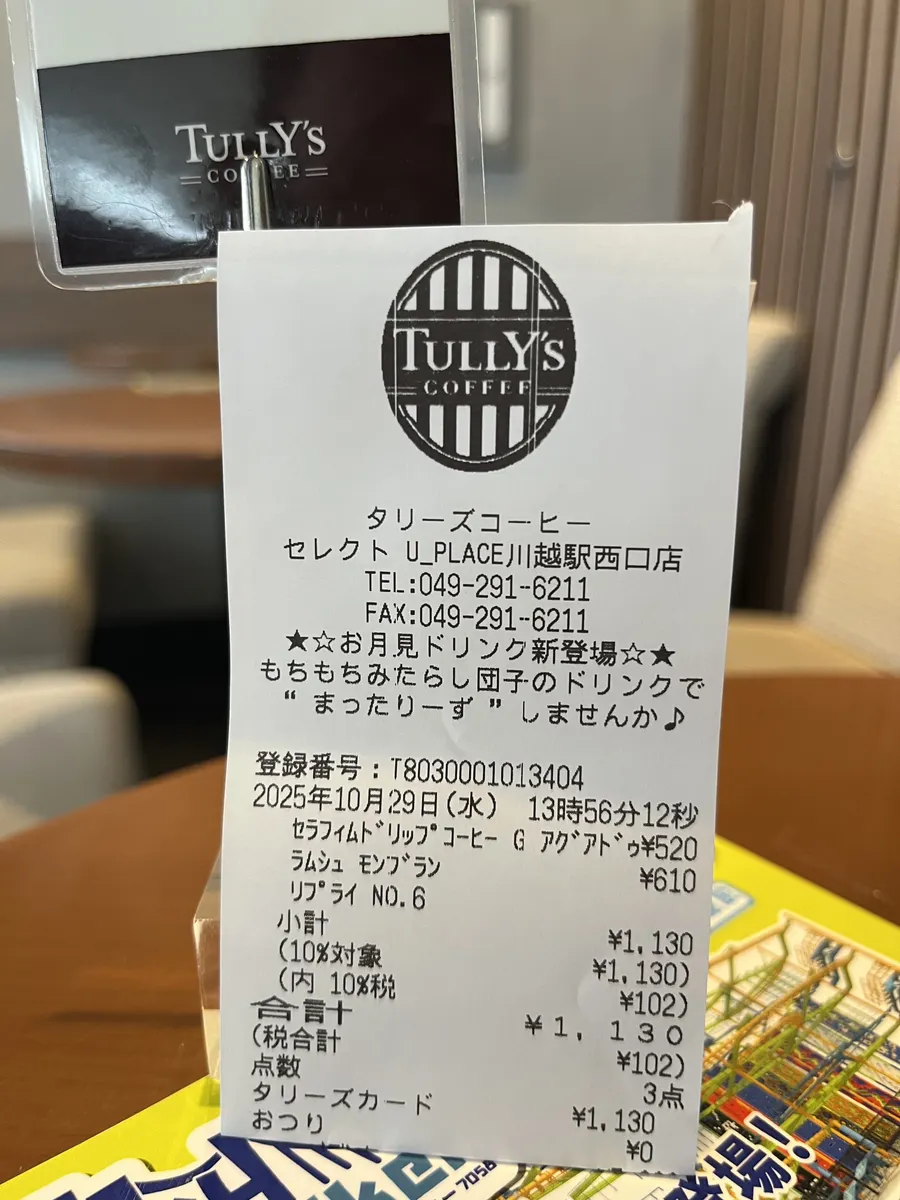 TULLY'S
COFFEE
TULLY'S
COFFEE
タリーズコーヒー
セレクト U_PLACE川越駅西口店
TEL:049-291-6211
FAX:049-291-6211
★☆お月見ドリンク新登場☆★
もちもちみたらし団子のドリンクで
“ まったりーず ” しませんか♪
登録番号:T8030001013404
2025年10月29日(水) 13時56分12秒
ｾﾗﾌｨﾑﾄﾞﾘｯﾌﾟｺｰﾋｰ G ｱｸﾞｱﾄﾞｩ¥520
ﾗﾑｼｭ ﾓﾝﾌﾞﾗﾝ ¥610
ﾘﾌﾟﾗｲ NO.6
小計 ¥1,130
(10%対象 ¥1,130)
(内 10%税 ¥102)
合計 ¥1,130
(税合計 ¥102)
点数 3点
タリーズカード ¥1,130
おつり ¥0
登場!
7056